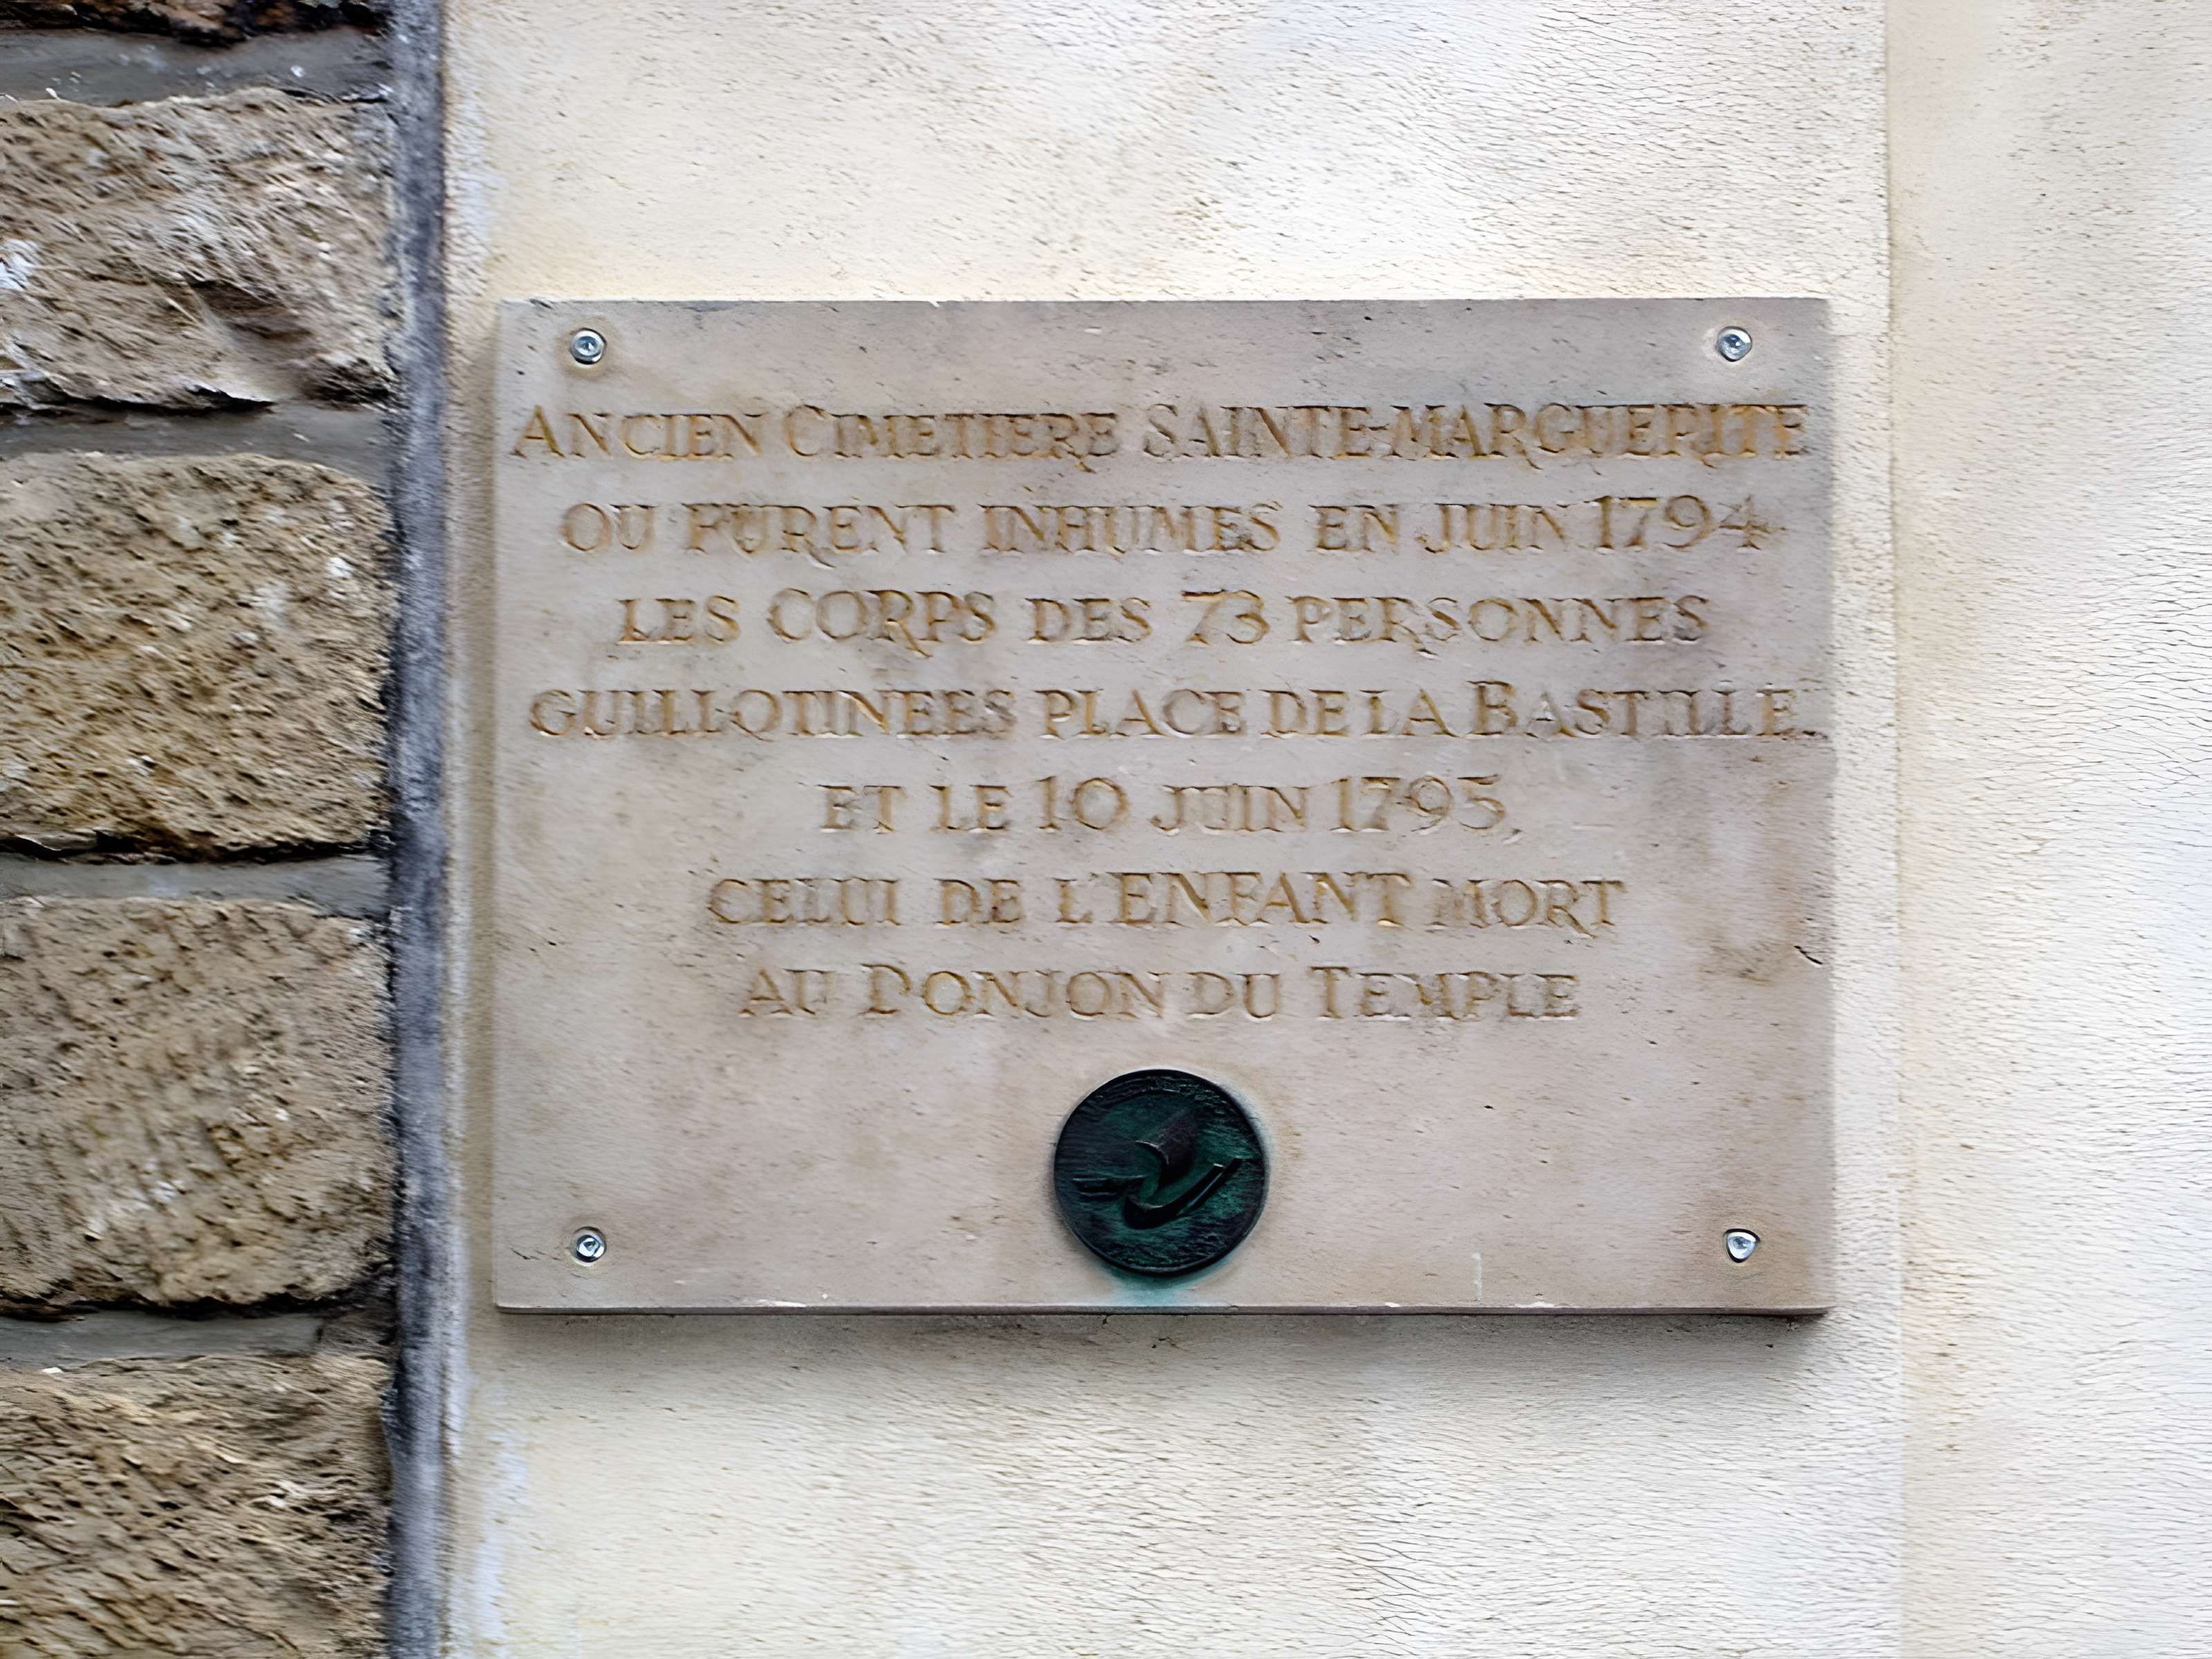 ANCIEN CIMETIERE SAINTE-MARGUERITE
OU FURENT INHUMES EN JUIN 1794
LES CORPS DES 73 PERSONNES
GUILLOTINEES PLACE DE LA BASTILLE
ET LE 10 JUIN 1795,
CELUI DE L'ENFANT MORT
AU DONJON DU TEMPLE